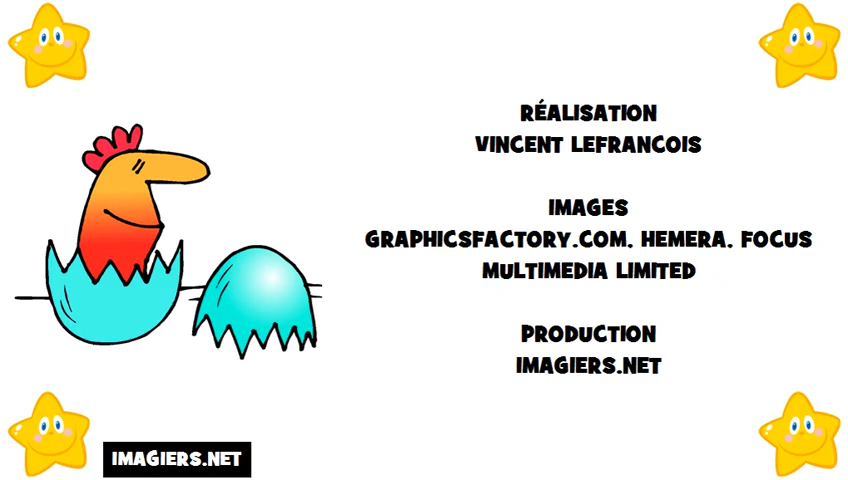 RÉALISATION
VINCENT LEFRANCOIS
IMAGES
GRAPHICSFACTORY.COM, HEMERA, FOCUS
MULTIMEDIA LIMITED
PRODUCTION
IMAGIERS.NET
IMAGIERS.NET